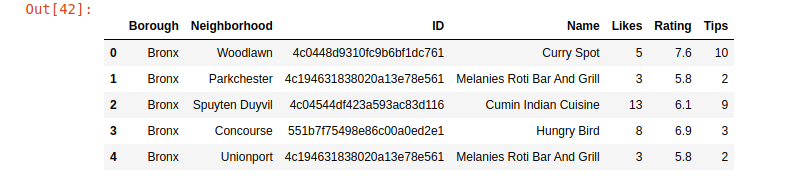 Out[42]:
Borough Neighborhood ID Name Likes Rating Tips
0 Bronx Woodlawn 4c0448d9310fc9b6bf1dc761 Curry Spot 5 7.6 10
1 Bronx Parkchester 4c194631838020a13e78e561 Melanies Roti Bar And Grill 3 5.8 2
2 Bronx Spuyten Duyvil 4c04544df423a593ac83d116 Cumin Indian Cuisine 13 6.1 9
3 Bronx Concourse 551b7f75498e86c00a0ed2e1 Hungry Bird 8 6.9 3
4 Bronx Unionport 4c194631838020a13e78e561 Melanies Roti Bar And Grill 3 5.8 2